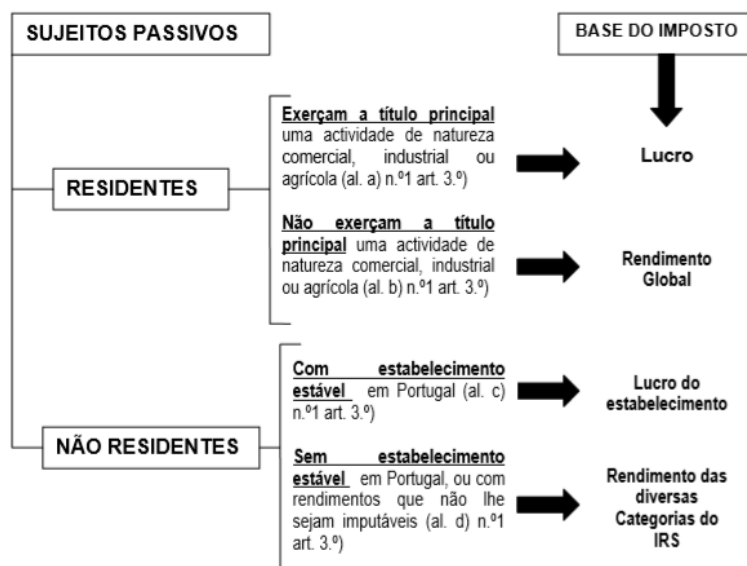 SUJEITOS PASSIVOS
BASE DO IMPOSTO
RESIDENTES
Exerçam a título principal
uma actividade de natureza
comercial, industrial ou
agrícola (al. a) n.º1 art. 3.º)
Lucro
Não exerçam a título
principal uma actividade de
natureza comercial, industrial
ou agrícola (al. b) n.º1 art. 3.º)
Rendimento
Global
NÃO RESIDENTES
Com estabelecimento
estável em Portugal (al. c)
n.º1 art. 3.º)
Lucro do
estabelecimento
Sem estabelecimento
estável em Portugal, ou com
rendimentos que não lhe
sejam imputáveis (al. d) n.º1
art. 3.º)
Rendimento das
diversas
Categorias do
IRS